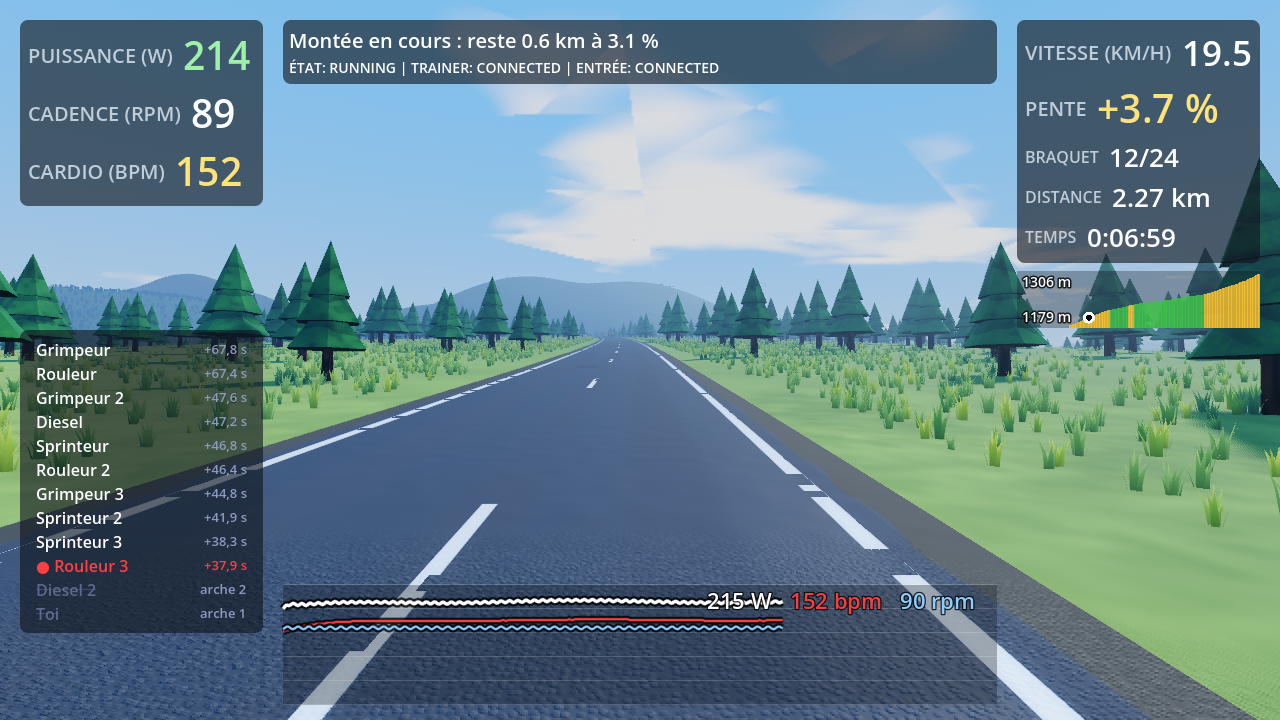 PUISSANCE (W) 214
CADENCE (RPM) 89
CARDIO (BPM) 152
Montée en cours : reste 0.6 km à 3.1 %
ÉTAT: RUNNING | TRAINER: CONNECTED | ENTRÉE: CONNECTED
VITESSE (KM/H) 19.5
PENTE +3.7 %
BRAQUET 12/24
DISTANCE 2.27 km
TEMPS 0:06:59
1306 m
1179 m
Grimpeur +67,8 s
Rouleur +67,4 s
Grimpeur 2 +47,6 s
Diesel +47,2 s
Sprinteur +46,8 s
Rouleur 2 +46,4 s
Grimpeur 3 +44,8 s
Sprinteur 2 +41,9 s
Sprinteur 3 +38,3 s
Rouleur 3 +37,9 s
Diesel 2 arche 2
Toi arche 1
215 W 152 bpm 90 rpm